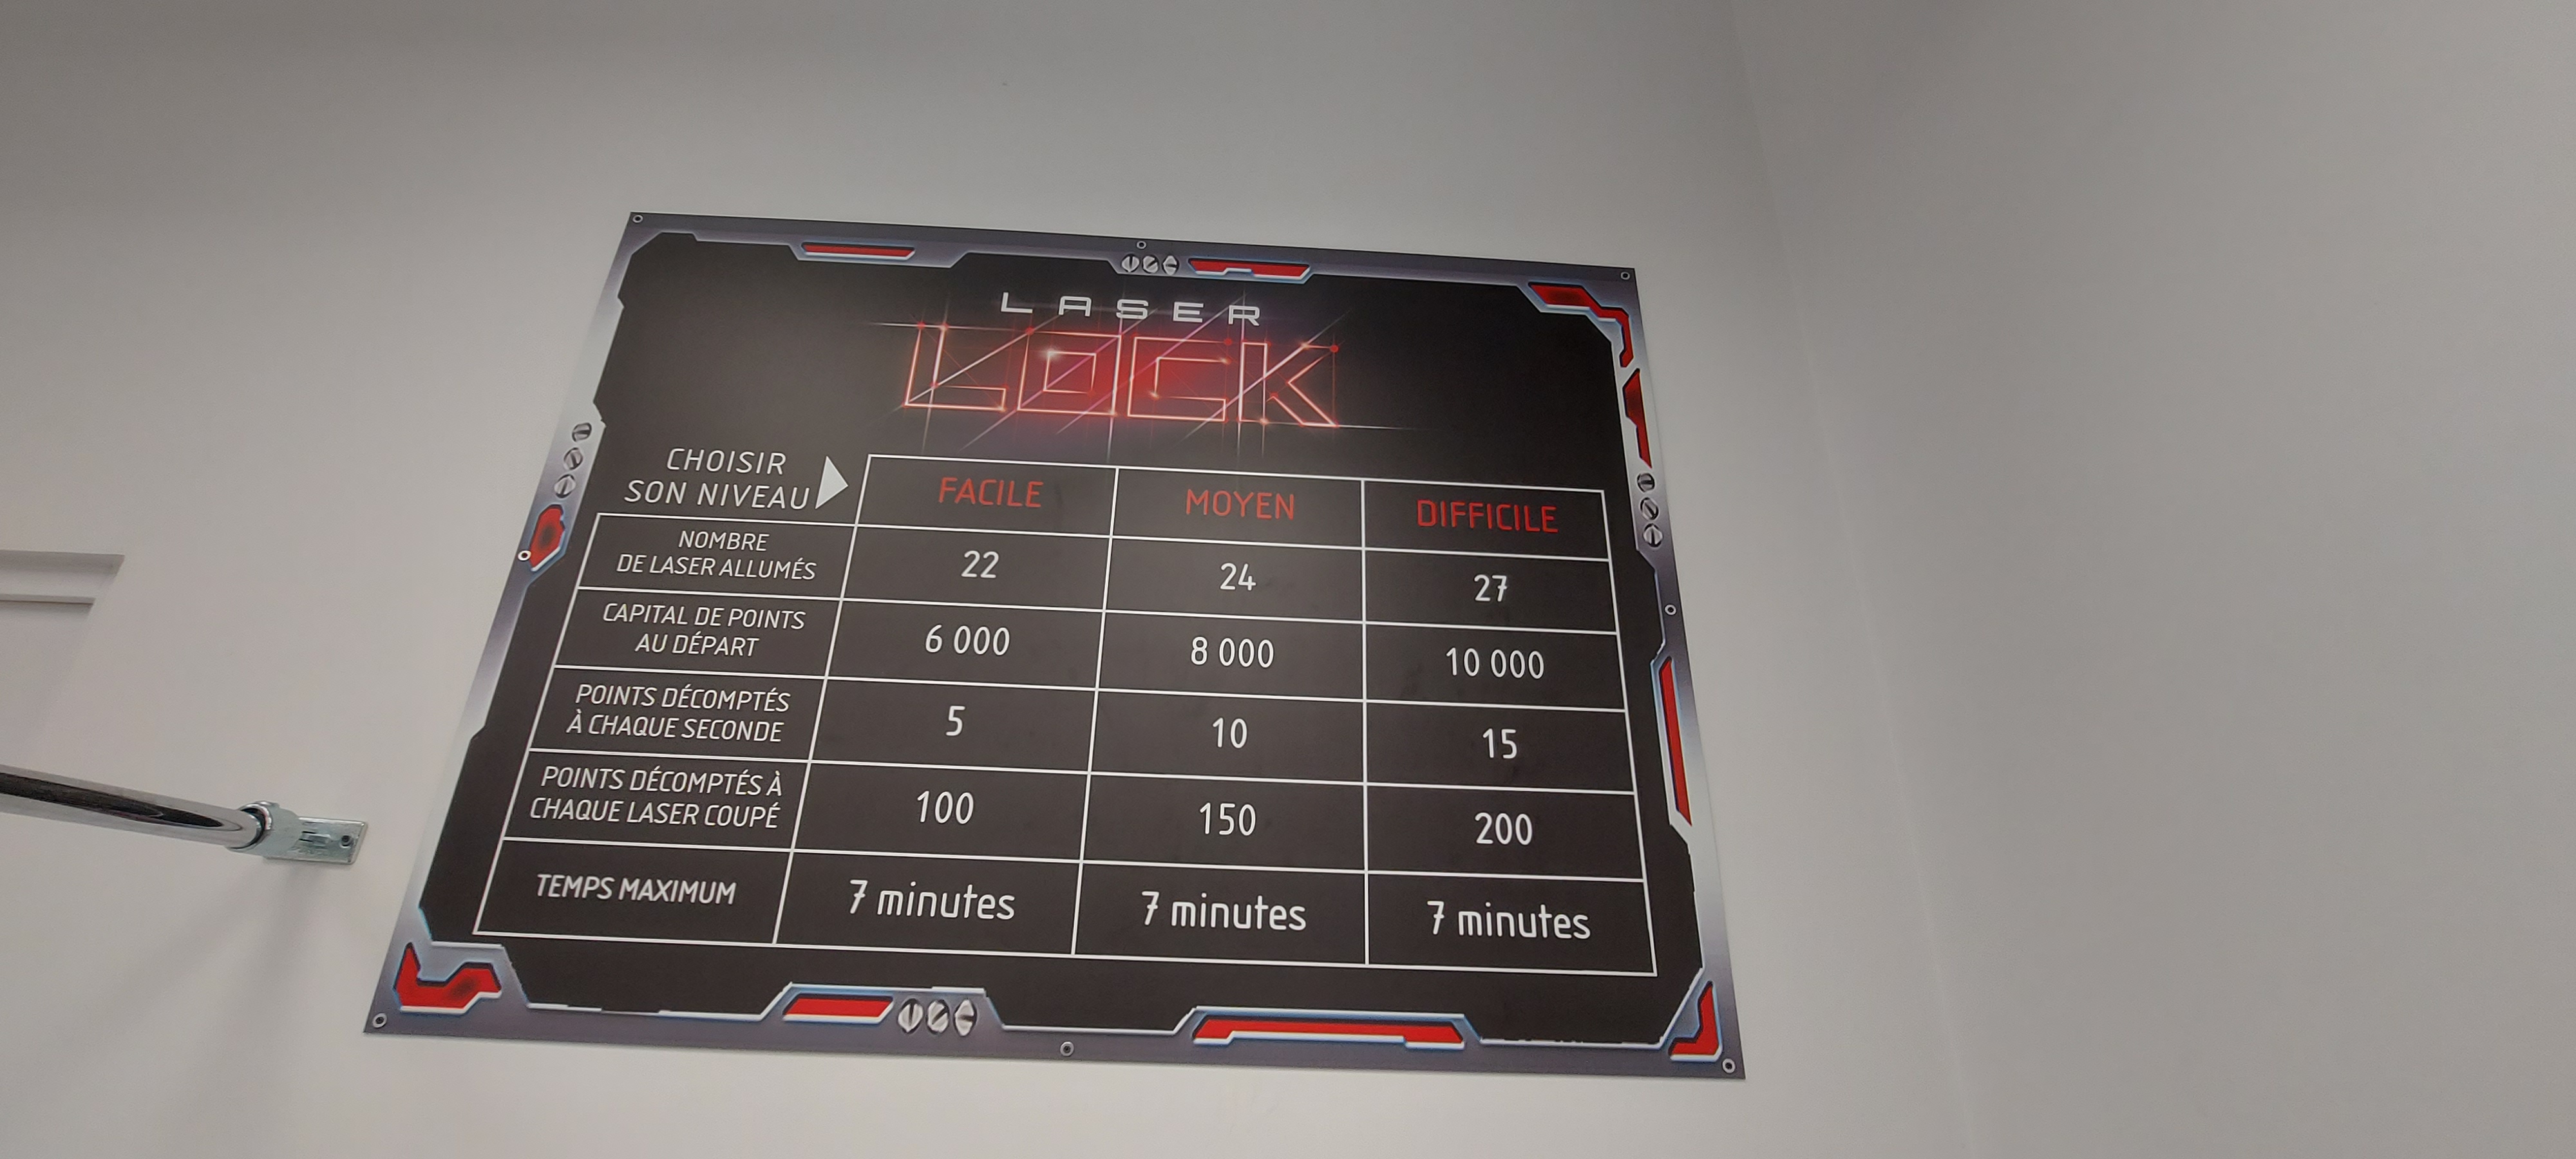 LASER
LOCK
CHOISIR
SON NIVEAU
FACILE MOYEN DIFFICILE
NOMBRE
DE LASER ALLUMÉS
22 24 27
CAPITAL DE POINTS
AU DÉPART
6 000 8 000 10 000
POINTS DÉCOMPTÉS
À CHAQUE SECONDE
5 10 15
POINTS DÉCOMPTÉS À
CHAQUE LASER COUPÉ
100 150 200
TEMPS MAXIMUM
7 minutes 7 minutes 7 minutes